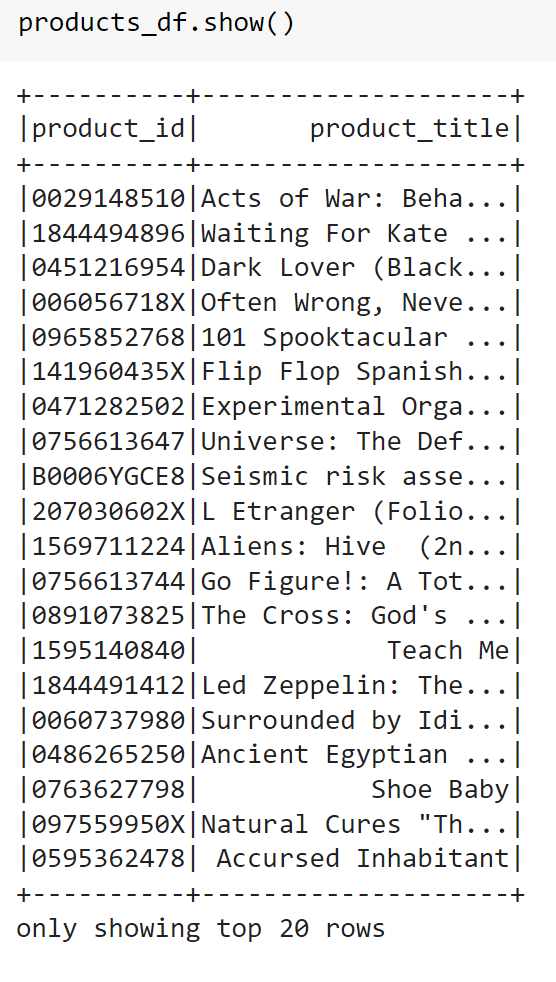 products_df.show()
+----------+--------------------+
|product_id|       product_title|
+----------+--------------------+
|0029148510|Acts of War: Beha...|
|1844494896|Waiting For Kate ...|
|0451216954|Dark Lover (Black...|
|006056718X|Often Wrong, Neve...|
|0965852768|101 Spooktacular ...|
|141960435X|Flip Flop Spanish...|
|0471282502|Experimental Orga...|
|0756613647|Universe: The Def...|
|B0006YGCE8|Seismic risk asse...|
|207030602X|L Etranger (Folio...|
|1569711224|Aliens: Hive  (2n...|
|0756613744|Go Figure!: A Tot...|
|0891073825|The Cross: God's ...|
|1595140840|            Teach Me|
|1844491412|Led Zeppelin: The...|
|0060737980|Surrounded by Idi...|
|0486265250|Ancient Egyptian ...|
|0763627798|           Shoe Baby|
|097559950X|Natural Cures "Th...|
|0595362478| Accursed Inhabitant|
+----------+--------------------+
only showing top 20 rows